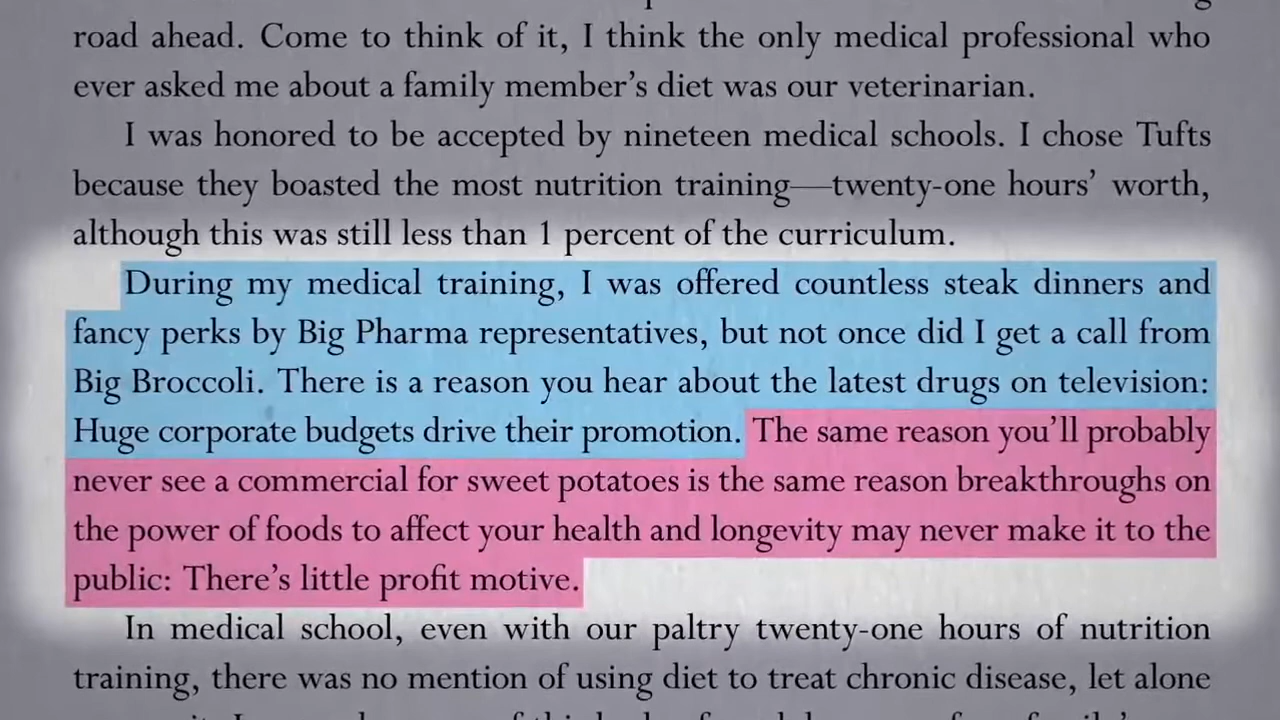 road ahead. Come to think of it, I think the only medical professional who
ever asked me about a family member's diet was our veterinarian.
I was honored to be accepted by nineteen medical schools. I chose Tufts
because they boasted the most nutrition training—twenty-one hours' worth,
although this was still less than 1 percent of the curriculum.
During my medical training, I was offered countless steak dinners and
fancy perks by Big Pharma representatives, but not once did I get a call from
Big Broccoli. There is a reason you hear about the latest drugs on television:
Huge corporate budgets drive their promotion. The same reason you'll probably
never see a commercial for sweet potatoes is the same reason breakthroughs on
the power of foods to affect your health and longevity may never make it to the
public: There's little profit motive.
In medical school, even with our paltry twenty-one hours of nutrition
training, there was no mention of using diet to treat chronic disease, let alone